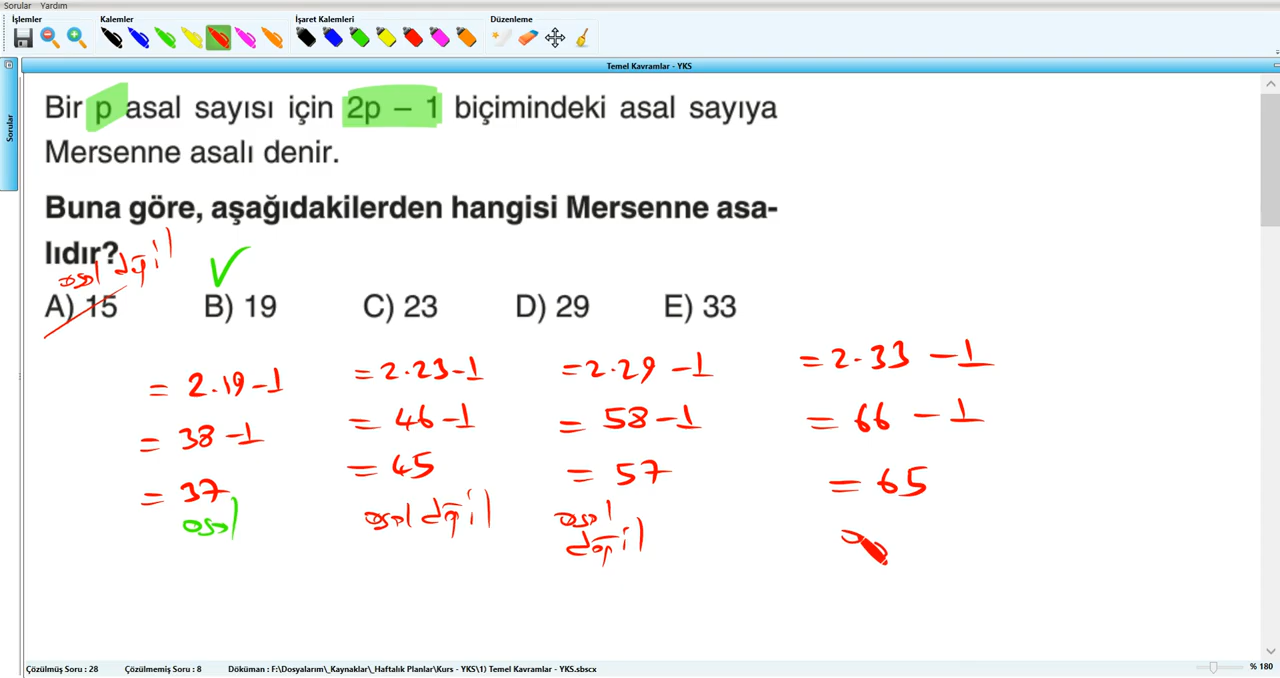 Sorular Yardım
İşlemler Kalemler İşaret Kalemleri Düzenleme
Temel Kavramlar - YKS
Sorular
Bir p asal sayısı için 2p – 1 biçimindeki asal sayıya
Mersenne asalı denir.
Buna göre, aşağıdakilerden hangisi Mersenne asa-
lıdır?
asal değil
A) 15 B) 19 C) 23 D) 29 E) 33
= 2.19-1
= 38-1
= 37
asal
= 2.23-1
= 46-1
= 45
asal değil
= 2.29-1
= 58-1
= 57
asal
değil
= 2.33-1
= 66-1
= 65
Çözülmüş Soru : 28 Çözülmemiş Soru : 8 Döküman : F:\Dosyalarım\_Kaynaklar\_Haftalık Planlar\Kurs - YKS\1) Temel Kavramlar - YKS.sbscx % 180